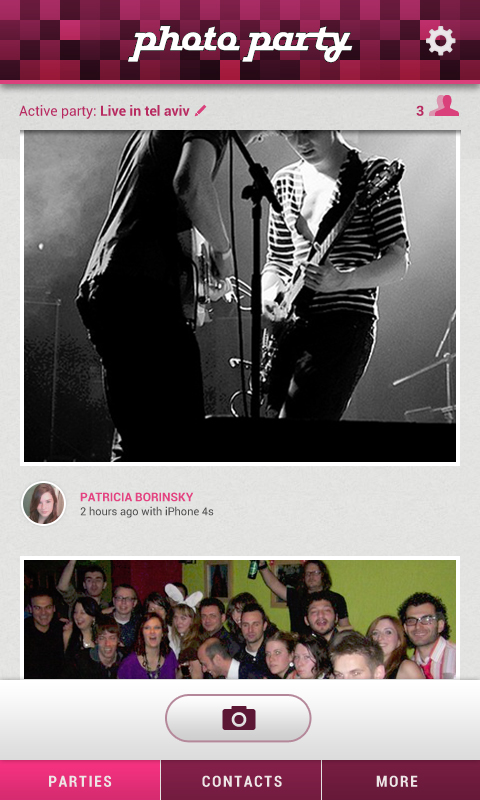 photo party
Active party: Live in tel aviv
3
PATRICIA BORINSKY
2 hours ago with iPhone 4s
PARTIES
CONTACTS
MORE